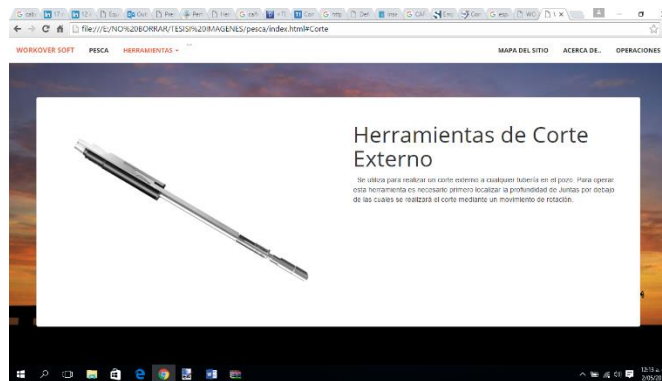 file:///E:/NO%20BORRAR/TESISI%20IMAGENES/pesca/index.html#Corte
WORKOVER SOFT PESCA HERRAMIENTAS MAPA DEL SITIO ACERCA DE.. OPERACIONES
Herramientas de Corte
Externo
Se utiliza para realizar un corte externo a cualquier tubería en el pozo. Para operar
esta herramienta es necesario primero localizar la profundidad de Juntas por debajo
de las cuales se realizará el corte mediante un movimiento de rotación.